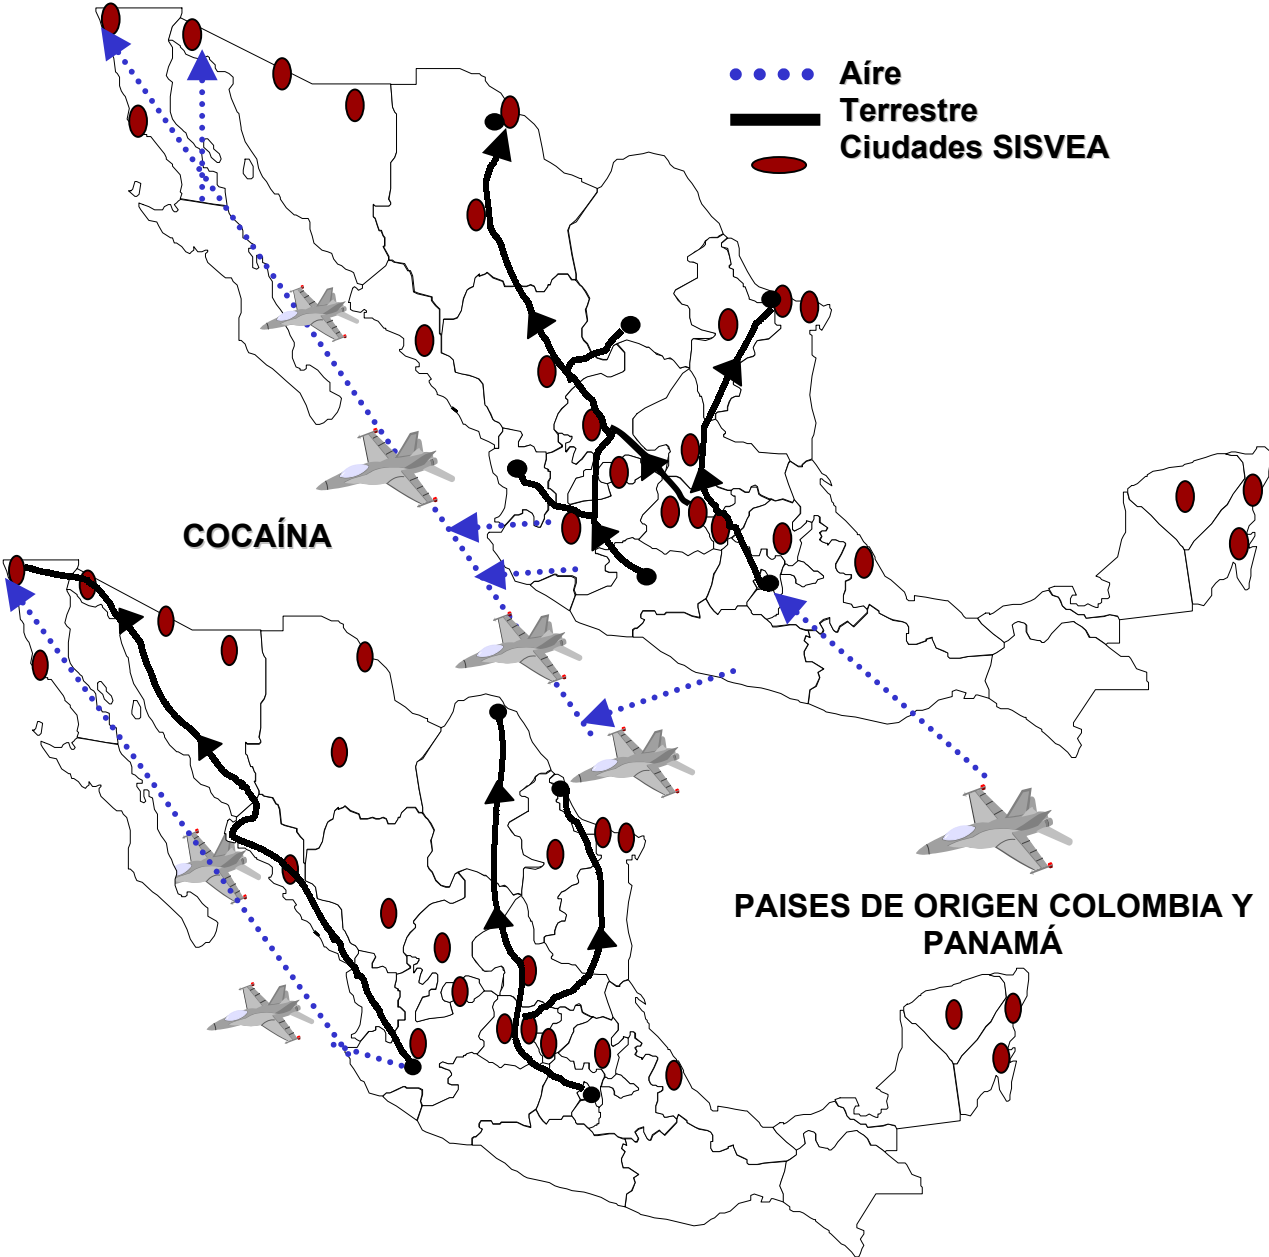 Aíre
Terrestre
Ciudades SISVEA
COCAÍNA
PAISES DE ORIGEN COLOMBIA Y
PANAMÁ